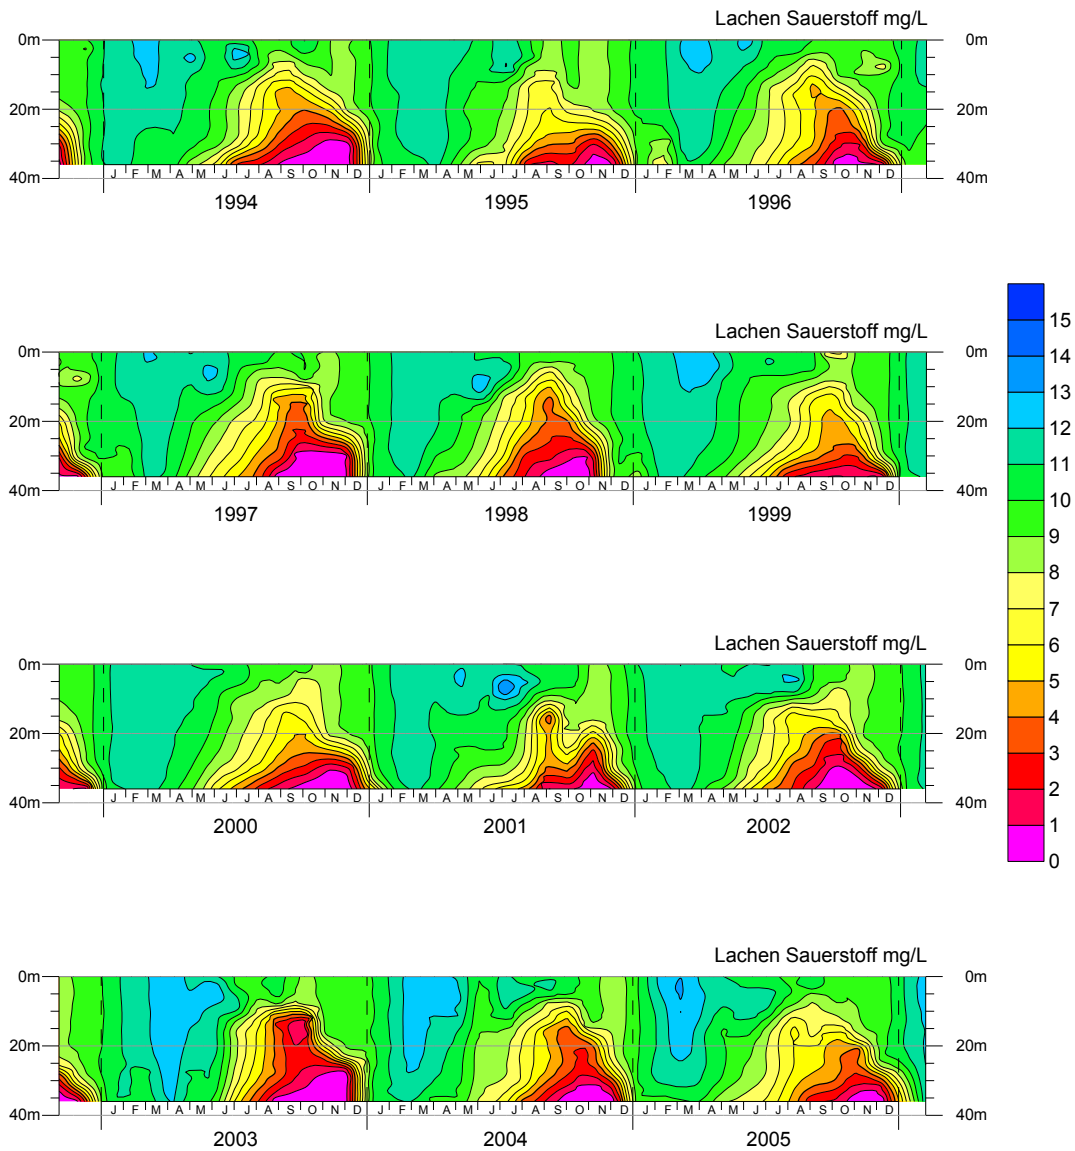 Lachen Sauerstoff mg/L
0m 0m
20m 20m
40m 40m
J F M A M J J A S O N D J F M A M J J A S O N D J F M A M J J A S O N D
1994 1995 1996
Lachen Sauerstoff mg/L
0m 0m
20m 20m
40m 40m
J F M A M J J A S O N D J F M A M J J A S O N D J F M A M J J A S O N D
1997 1998 1999
Lachen Sauerstoff mg/L
0m 0m
20m 20m
40m 40m
J F M A M J J A S O N D J F M A M J J A S O N D J F M A M J J A S O N D
2000 2001 2002
Lachen Sauerstoff mg/L
0m 0m
20m 20m
40m 40m
J F M A M J J A S O N D J F M A M J J A S O N D J F M A M J J A S O N D
2003 2004 2005
15
14
13
12
11
10
9
8
7
6
5
4
3
2
1
0